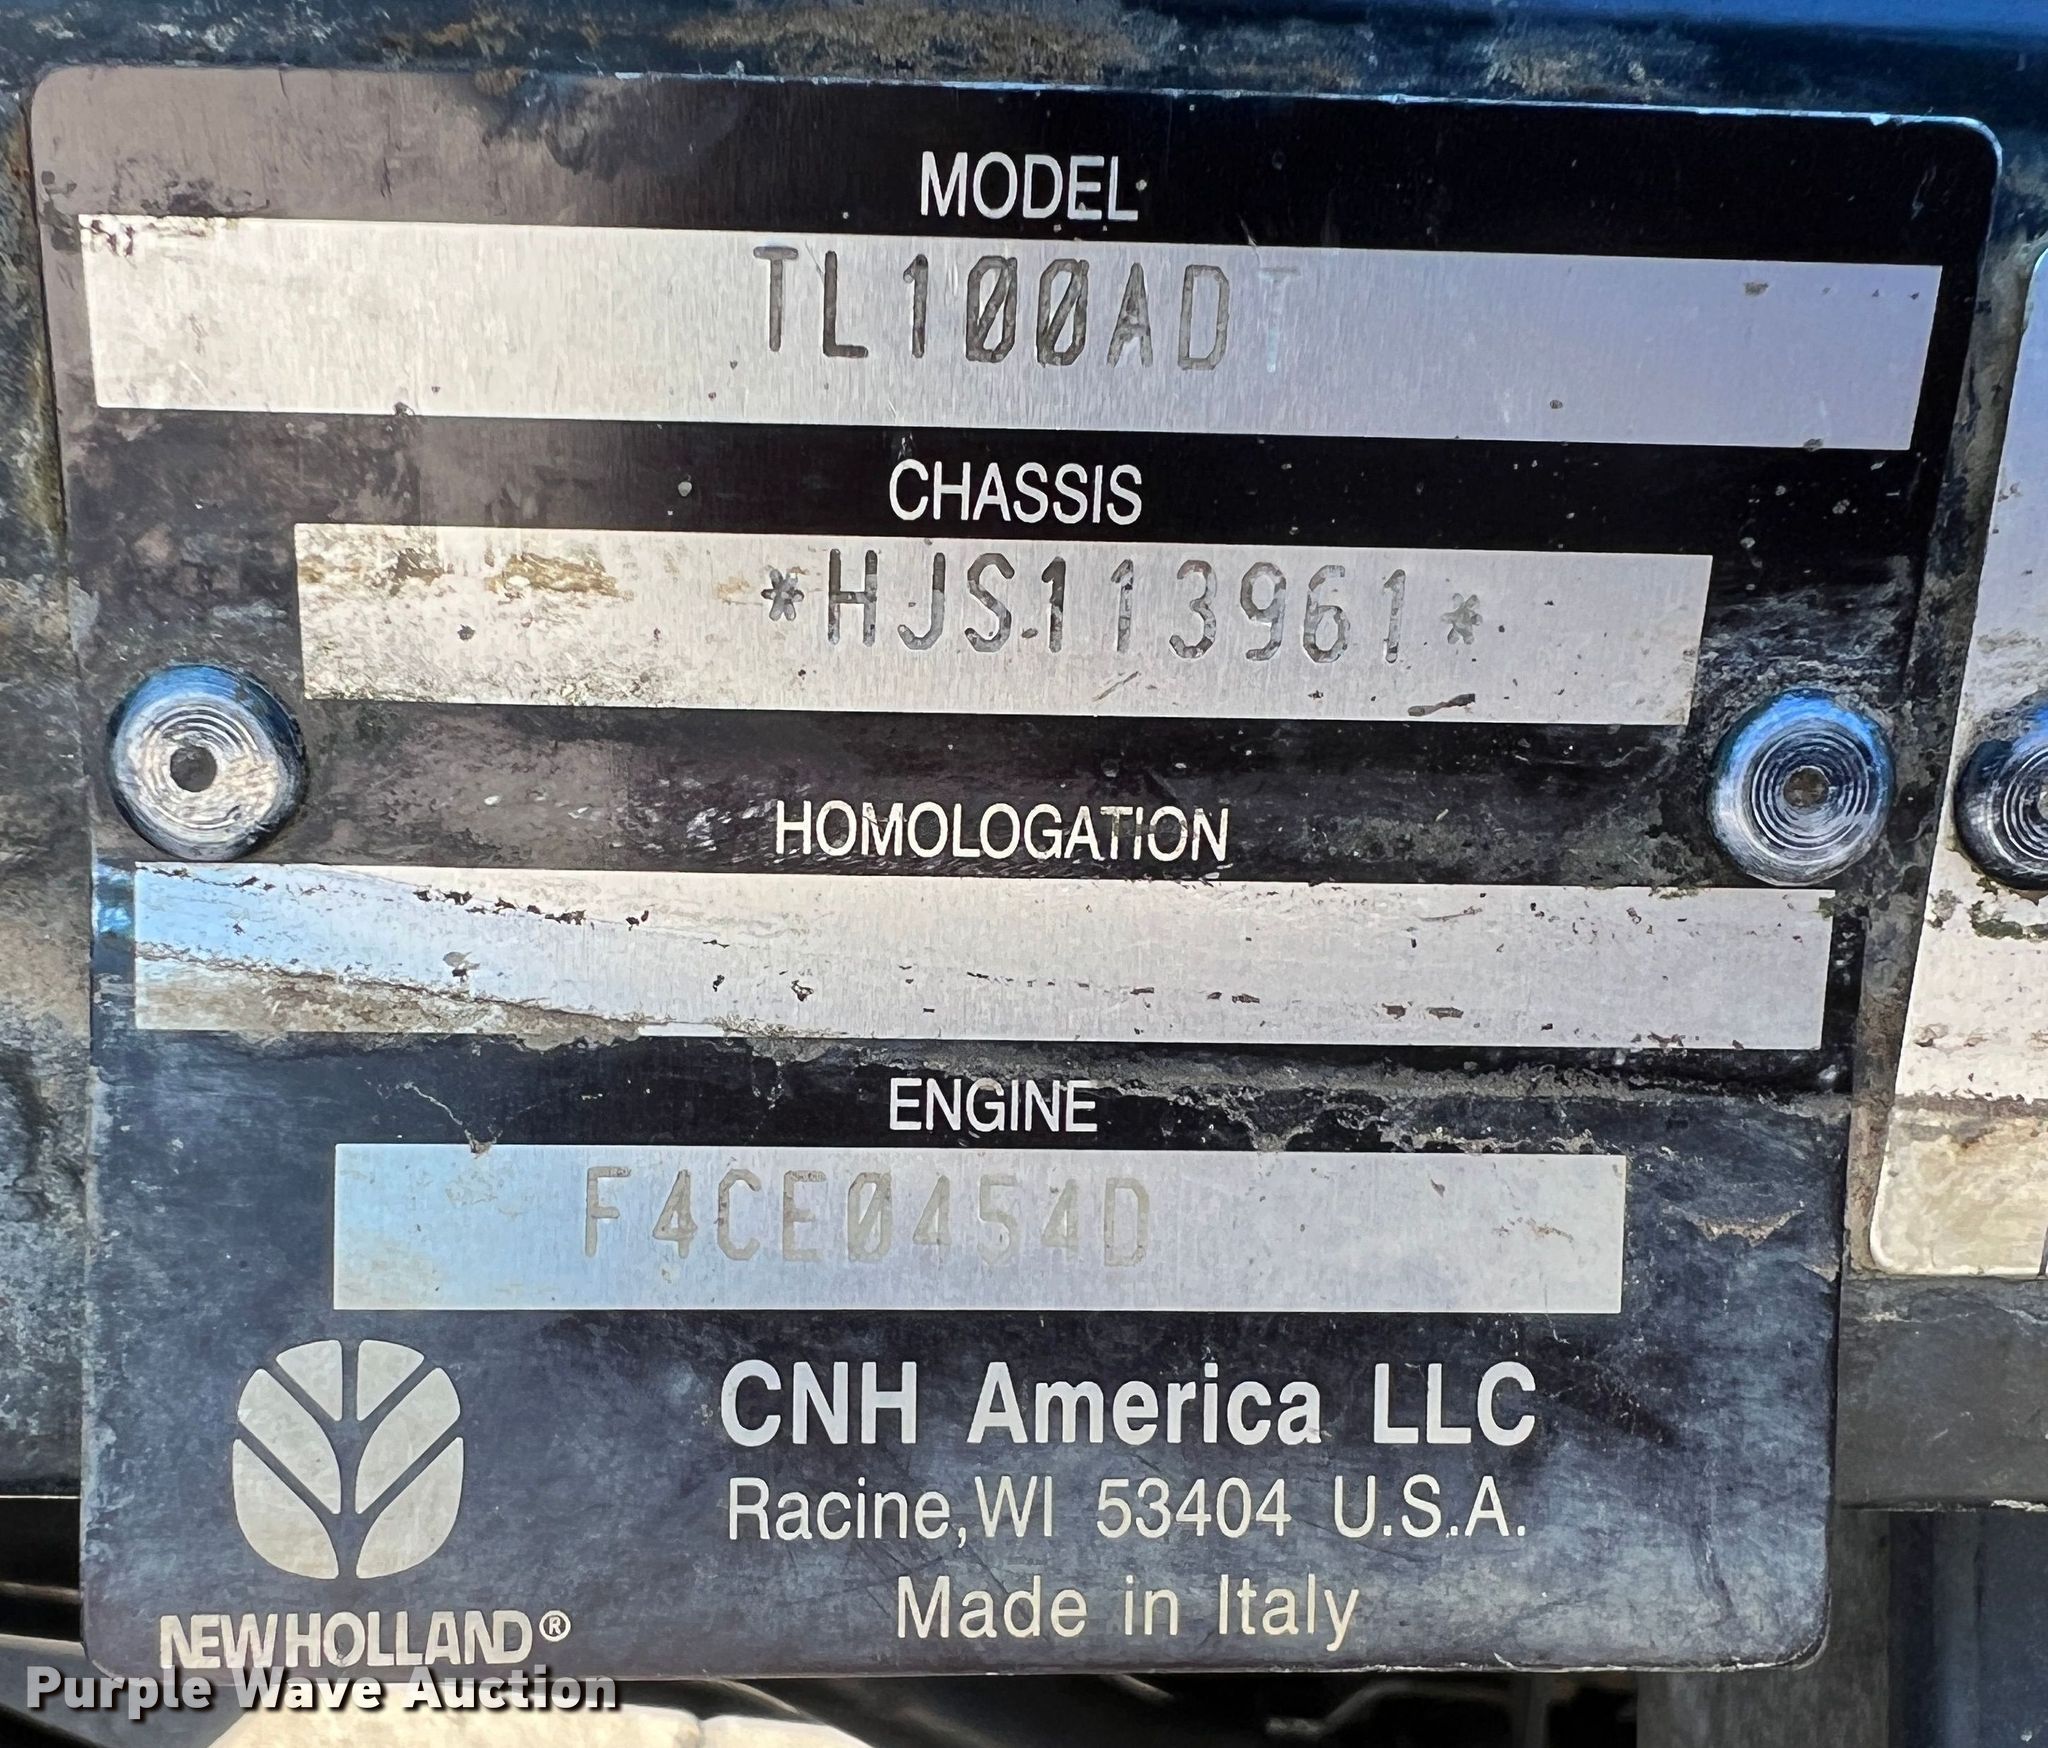 MODEL
TL100ADT
CHASSIS
*HJS113961*
HOMOLOGATION
ENGINE
F4CE0454D
CNH America LLC
Racine, WI 53404 U.S.A.
Made in Italy
NEW HOLLAND®
Purple Wave Auction